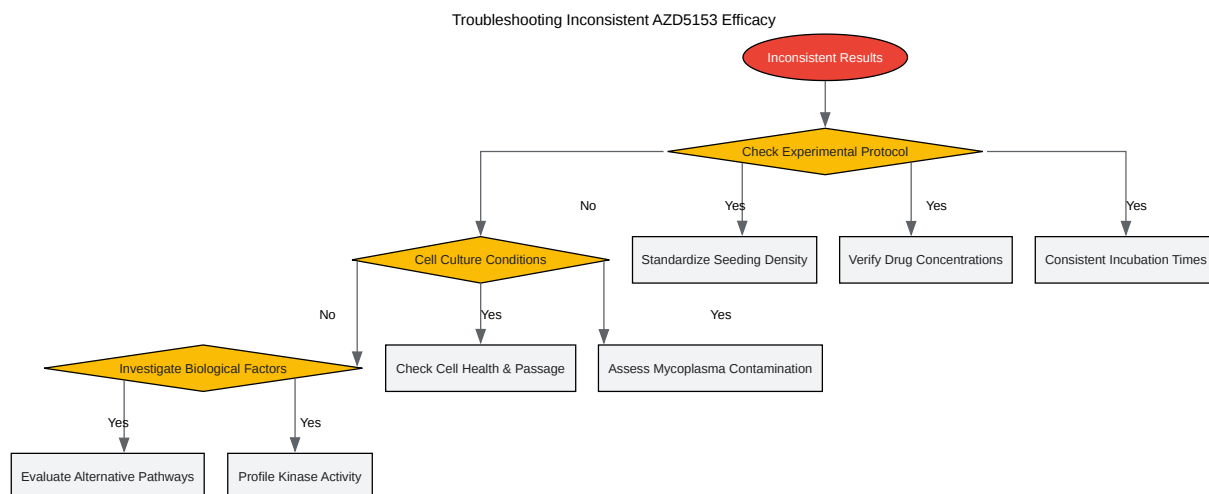 Troubleshooting Inconsistent AZD5153 Efficacy
Inconsistent Results
Check Experimental Protocol
No
Yes
Yes
Yes
Cell Culture Conditions
Standardize Seeding Density
Verify Drug Concentrations
Consistent Incubation Times
No
Yes
Yes
Investigate Biological Factors
Check Cell Health & Passage
Assess Mycoplasma Contamination
Yes
Yes
Evaluate Alternative Pathways
Profile Kinase Activity